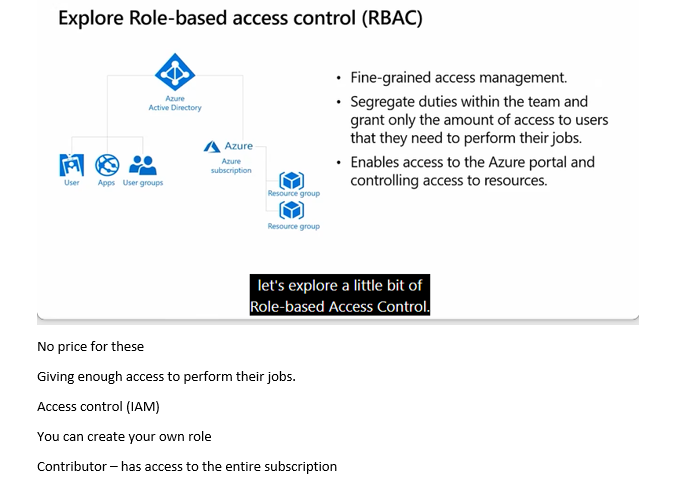 Explore Role-based access control (RBAC)
Azure
Active Directory
User
Apps
User groups
Azure
Azure
subscription
Resource group
Resource group
• Fine-grained access management.
• Segregate duties within the team and
grant only the amount of access to users
that they need to perform their jobs.
• Enables access to the Azure portal and
controlling access to resources.
let's explore a little bit of
Role-based Access Control.
No price for these
Giving enough access to perform their jobs.
Access control (IAM)
You can create your own role
Contributor – has access to the entire subscription